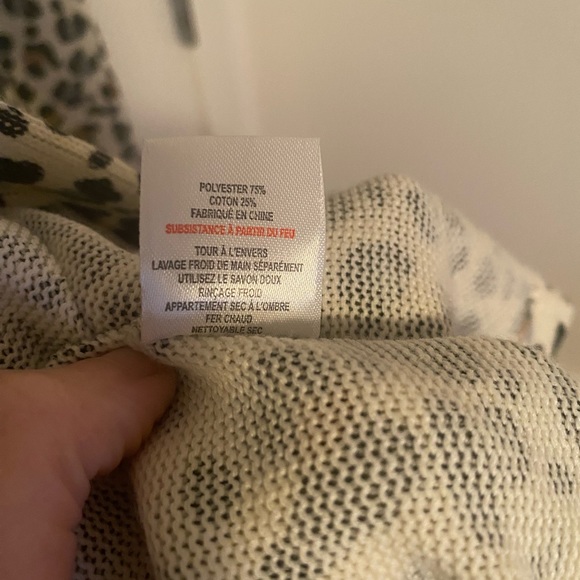 POLYESTER 75%
COTON 25%
FABRIQUÉ EN CHINE
SUBSISTANCE À PARTIR DU FEU
TOUR À L'ENVERS
LAVAGE FROID DE MAIN SÉPARÉMENT
UTILISEZ LE SAVON DOUX
RINÇAGE FROID
APPARTEMENT SEC À L'OMBRE
FER CHAUD
NETTOYABLE SEC